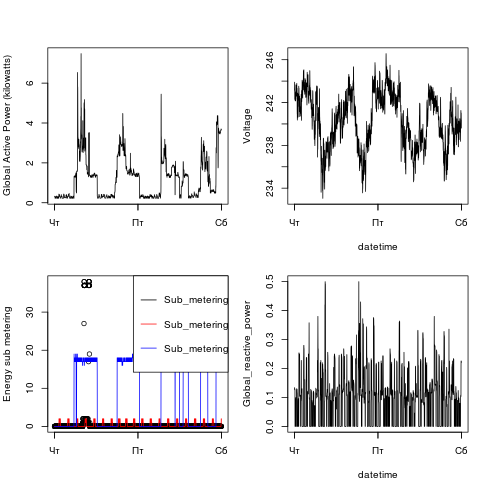 Global Active Power (kilowatts)
0 2 4 6
Чт Пт Сб
Voltage
234 238 242 246
Чт Пт Сб
datetime
Energy sub metering
0 10 20 30
Sub_metering
Sub_metering
Sub_metering
Чт Пт Сб
Global_reactive_power
0.0 0.1 0.2 0.3 0.4 0.5
Чт Пт Сб
datetime